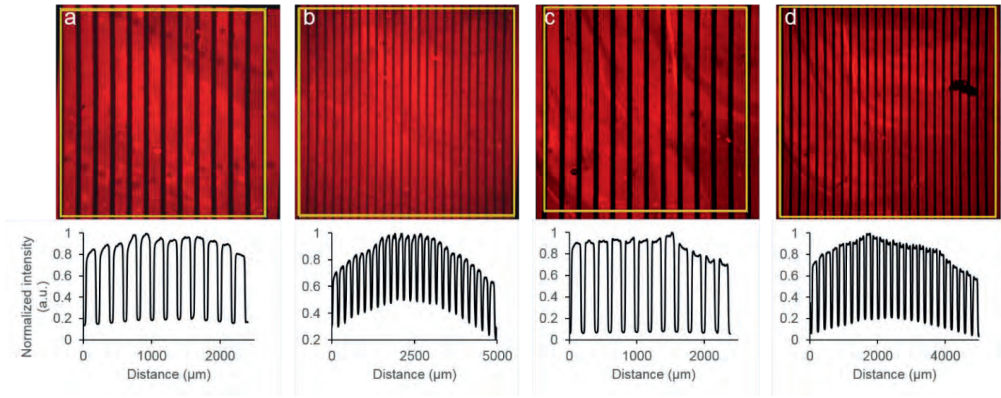 a b c d
1 1 1 1
0.8 0.8 0.8 0.8
0.6 0.6 0.6 0.6
0.4 0.4 0.4 0.4
0.2 0.2 0.2 0.2
0 0 0
Normalized intensity
(a.u.)
0 1000 2000 0 2500 5000 0 1000 2000 0 2000 4000
Distance (µm) Distance (µm) Distance (µm) Distance (µm)